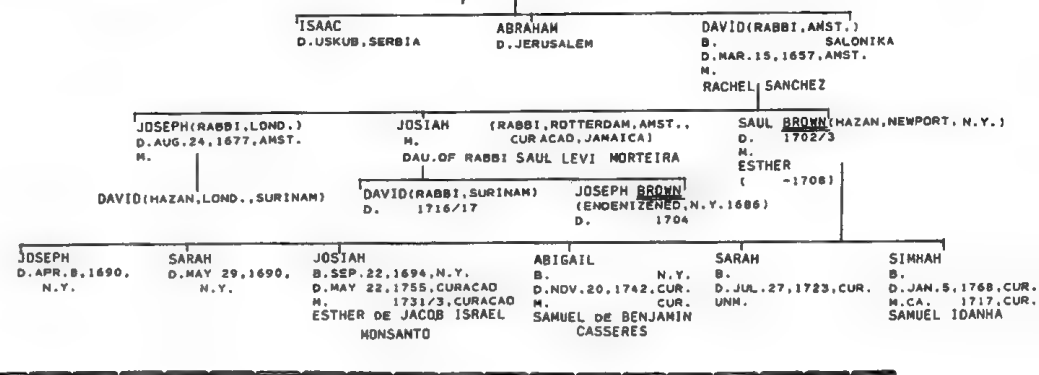 ISAAC
D.USKUB,SERBIA
ABRAHAM
D.JERUSALEM
DAVID(RABBI,AMST.)
B. SALONIKA
D.MAR.15,1657,AMST.
M.
RACHEL SANCHEZ
JOSEPH(RABBI,LOND.)
D.AUG.24,1677,AMST.
M.
DAVID(HAZAN,LOND.,SURINAM)
JOSIAH (RABBI,ROTTERDAM,AMST.,
M. CURACAO,JAMAICA)
DAU.OF RABBI SAUL LEVI MORTEIRA
DAVID(RABBI,SURINAM)
D. 1716/17
JOSEPH BROWN
(ENDENIZENED,N.Y.1686)
D. 1704
SAUL BROWN(HAZAN,NEWPORT, N.Y.)
D. 1702/3
M.
ESTHER
( -1708)
JOSEPH
D.APR.8,1690,
N.Y.
SARAH
D.MAY 29,1690,
N.Y.
JOSIAH
B.SEP.22,1694,N.Y.
D.MAY 22,1755,CURACAO
M. 1731/3,CURACAO
ESTHER DE JACOB ISRAEL
MONSANTO
ABIGAIL
B. N.Y.
D.NOV.20,1742,CUR.
M. CUR.
SAMUEL DE BENJAMIN
CASSERES
SARAH
B.
D.JUL.27,1723,CUR.
UNM.
SIMHAH
B.
D.JAN.5,1768,CUR.
M.CA. 1717,CUR.
SAMUEL IDANHA